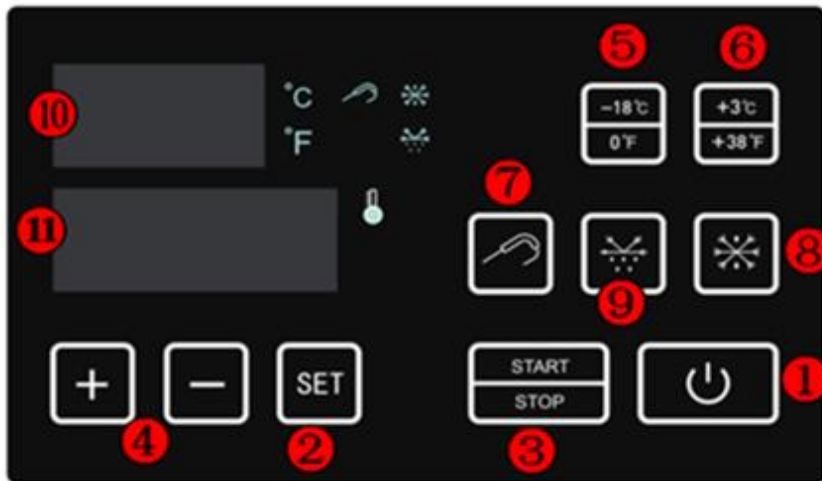 5 6
10 °C
°F
-18℃ +3℃
0℉ +38℉
7
11
8
9
+ - SET
START
STOP
1
4 2 3